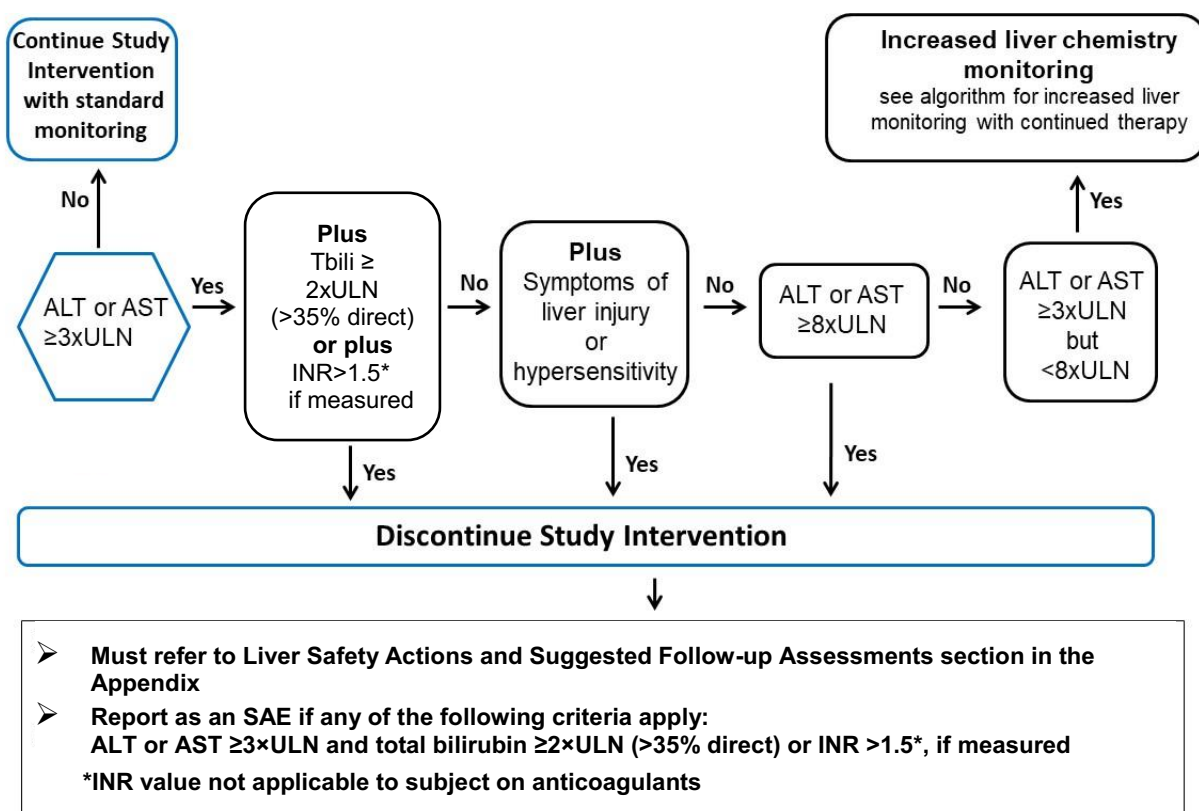 Continue Study
Intervention
with standard
monitoring
Increased liver chemistry
monitoring
see algorithm for increased liver
monitoring with continued therapy
No
Yes
ALT or AST
≥3xULN
Yes
Plus
Tbili ≥
2xULN
(>35% direct)
or plus
INR>1.5*
if measured
No
Plus
Symptoms of
liver injury
or
hypersensitivity
No
ALT or AST
≥8xULN
No
ALT or AST
≥3xULN
but
<8xULN
Yes
Yes
Yes
Discontinue Study Intervention
➢ Must refer to Liver Safety Actions and Suggested Follow-up Assessments section in the
Appendix
➢ Report as an SAE if any of the following criteria apply:
ALT or AST ≥3×ULN and total bilirubin ≥2×ULN (>35% direct) or INR >1.5*, if measured
*INR value not applicable to subject on anticoagulants